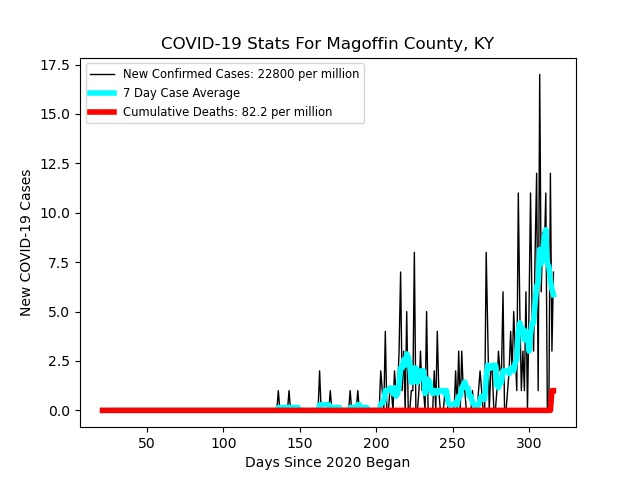 COVID-19 Stats For Magoffin County, KY
New Confirmed Cases: 22800 per million
7 Day Case Average
Cumulative Deaths: 82.2 per million
New COVID-19 Cases
17.5
15.0
12.5
10.0
7.5
5.0
2.5
0.0
50 100 150 200 250 300
Days Since 2020 Began